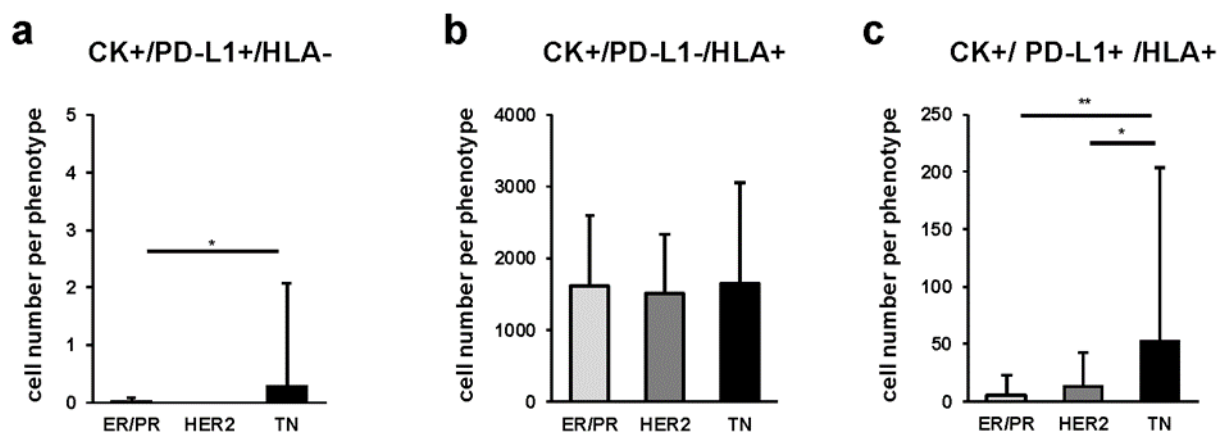 a
CK+/PD-L1+/HLA-
cell number per phenotype
5
4
3
2
1
0
*
ER/PR HER2 TN
b
CK+/PD-L1-/HLA+
cell number per phenotype
4000
3000
2000
1000
0
ER/PR HER2 TN
c
CK+/ PD-L1+ /HLA+
cell number per phenotype
250
200
150
100
50
0
**
*
ER/PR HER2 TN